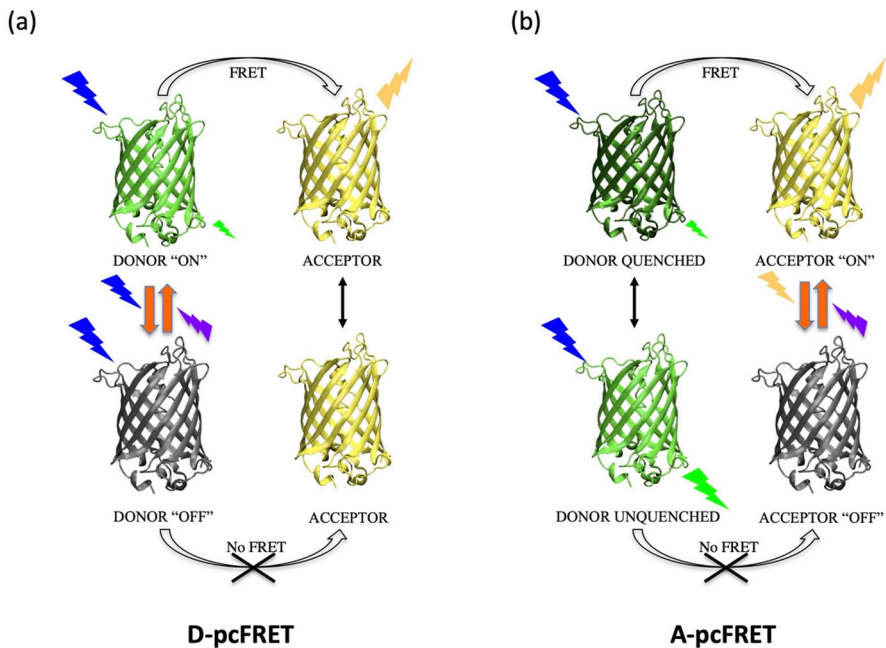 (a)
(b)
FRET
FRET
DONOR “ON”
ACCEPTOR
DONOR QUENCHED
ACCEPTOR “ON”
DONOR “OFF”
ACCEPTOR
DONOR UNQUENCHED
ACCEPTOR “OFF”
No FRET
No FRET
D-pcFRET
A-pcFRET